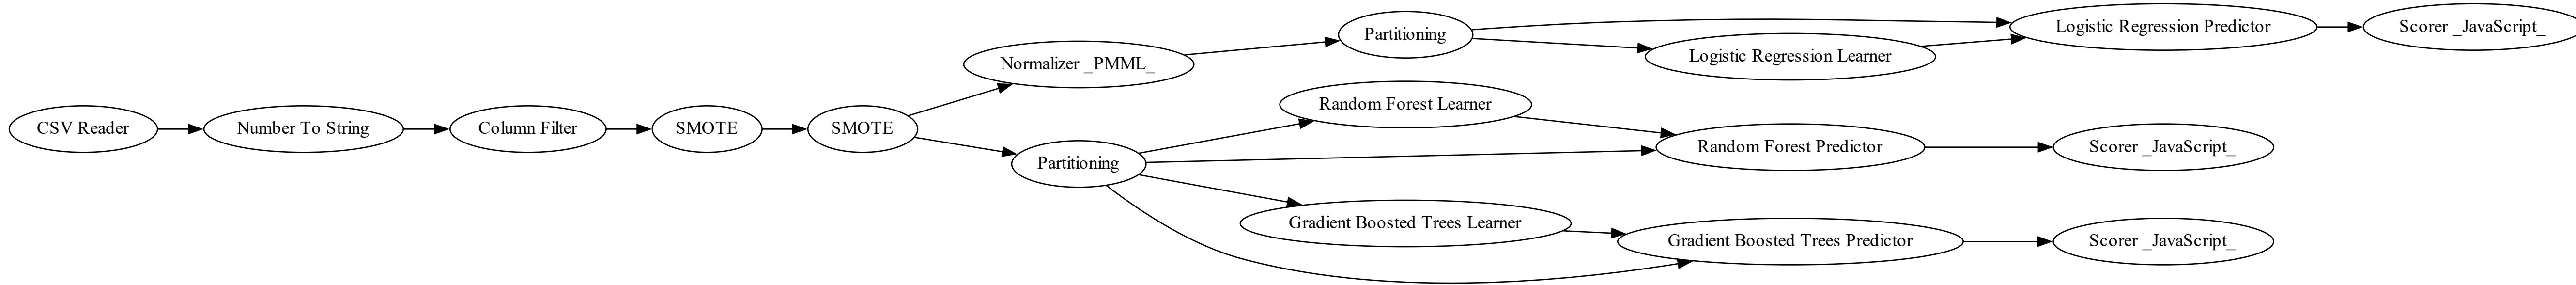 CSV Reader
Number To String
Column Filter
SMOTE
SMOTE
Normalizer _PMML_
Partitioning
Logistic Regression Learner
Logistic Regression Predictor
Scorer _JavaScript_
Partitioning
Random Forest Learner
Random Forest Predictor
Scorer _JavaScript_
Gradient Boosted Trees Learner
Gradient Boosted Trees Predictor
Scorer _JavaScript_